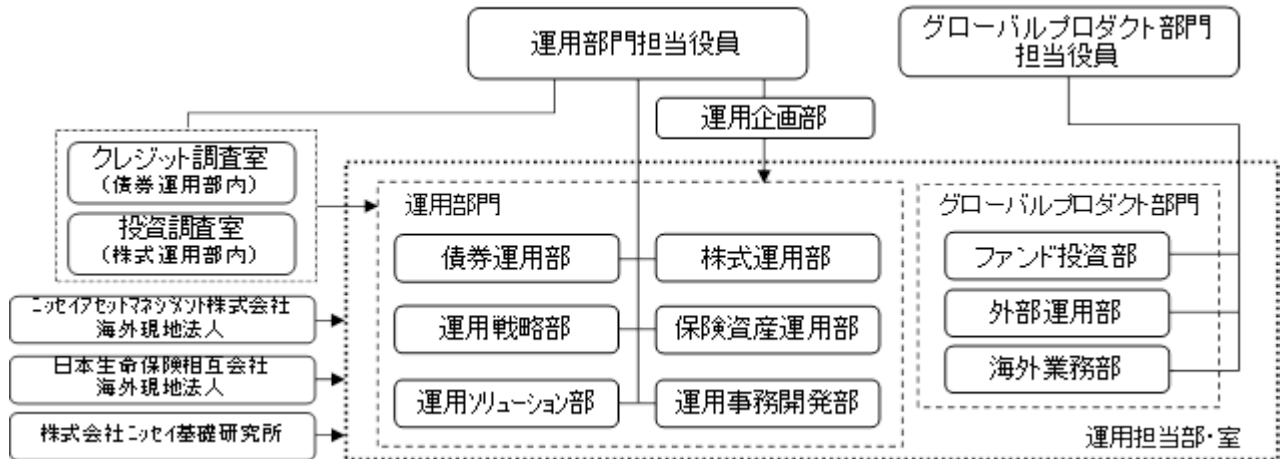 運用部門担当役員
グローバルプロダクト部門
担当役員
運用企画部
クレジット調査室
(債券運用部内)
投資調査室
(株式運用部内)
運用部門
グローバルプロダクト部門
債券運用部
株式運用部
ファンド投資部
ニッセイアセットマネジメント株式会社
海外現地法人
運用戦略部
保険資産運用部
外部運用部
日本生命保険相互会社
海外現地法人
海外業務部
運用ソリューション部
運用事務開発部
株式会社ニッセイ基礎研究所
運用担当部・室